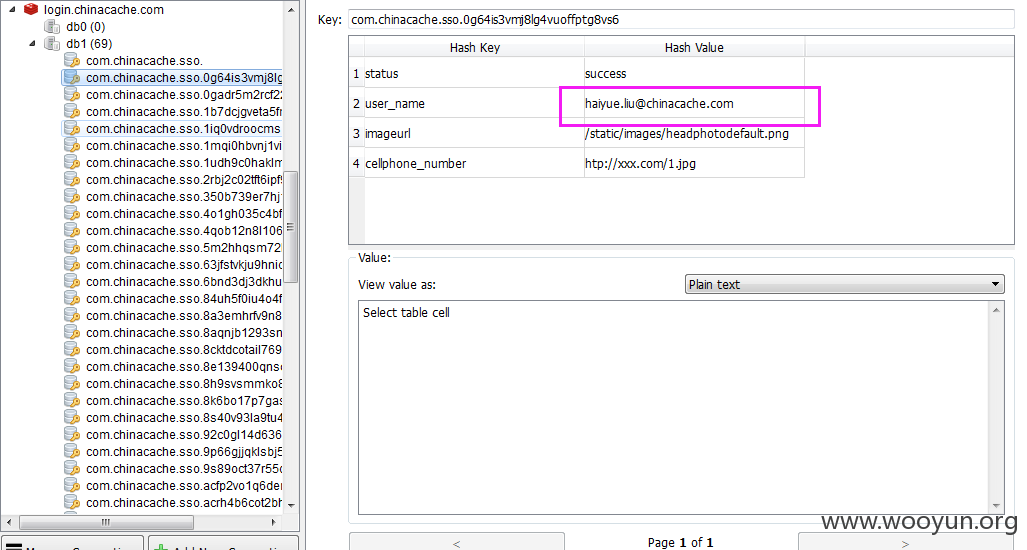 login.chinacache.com
db0 (0)
db1 (69)
com.chinacache.sso.
com.chinacache.sso.0g64is3vmj8lg
com.chinacache.sso.0gadr5m2rcf22
com.chinacache.sso.1b7dcjgveta5fr
com.chinacache.sso.1iq0vdroocms
com.chinacache.sso.1mqi0hbvnj1vi
com.chinacache.sso.1udh9c0haklm
com.chinacache.sso.2rbj2c02tft6ipf9
com.chinacache.sso.350b739er7hj
com.chinacache.sso.4o1gh035c4bf
com.chinacache.sso.4qob12n8l106
com.chinacache.sso.5m2hhqsm72
com.chinacache.sso.63jfstvkju9hnic
com.chinacache.sso.6bnd3dj3dkhu
com.chinacache.sso.84uh5f0iu4o4f
com.chinacache.sso.8a3emhrfv9n8
com.chinacache.sso.8aqnjb1293sn
com.chinacache.sso.8cktdcotail769
com.chinacache.sso.8e139400qnso
com.chinacache.sso.8h9svsmmko8
com.chinacache.sso.8k6bo17p7gas
com.chinacache.sso.8s40v93la9tu4
com.chinacache.sso.92c0gl14d636
com.chinacache.sso.9p66gjjqklsbj5
com.chinacache.sso.9s89oct37r55c
com.chinacache.sso.acfp2vo1q6der
com.chinacache.sso.acrh4b6cot2bh
Key: com.chinacache.sso.0g64is3vmj8lg4vuoffptg8vs6
Hash Key Hash Value
1 status success
2 user_name haiyue.liu@chinacache.com
3 imageurl /static/images/headphotodefault.png
4 cellphone_number htp://xxx.com/1.jpg
Value:
View value as: Plain text
Select table cell
< Page 1 of 1 >
www.wooyun.org